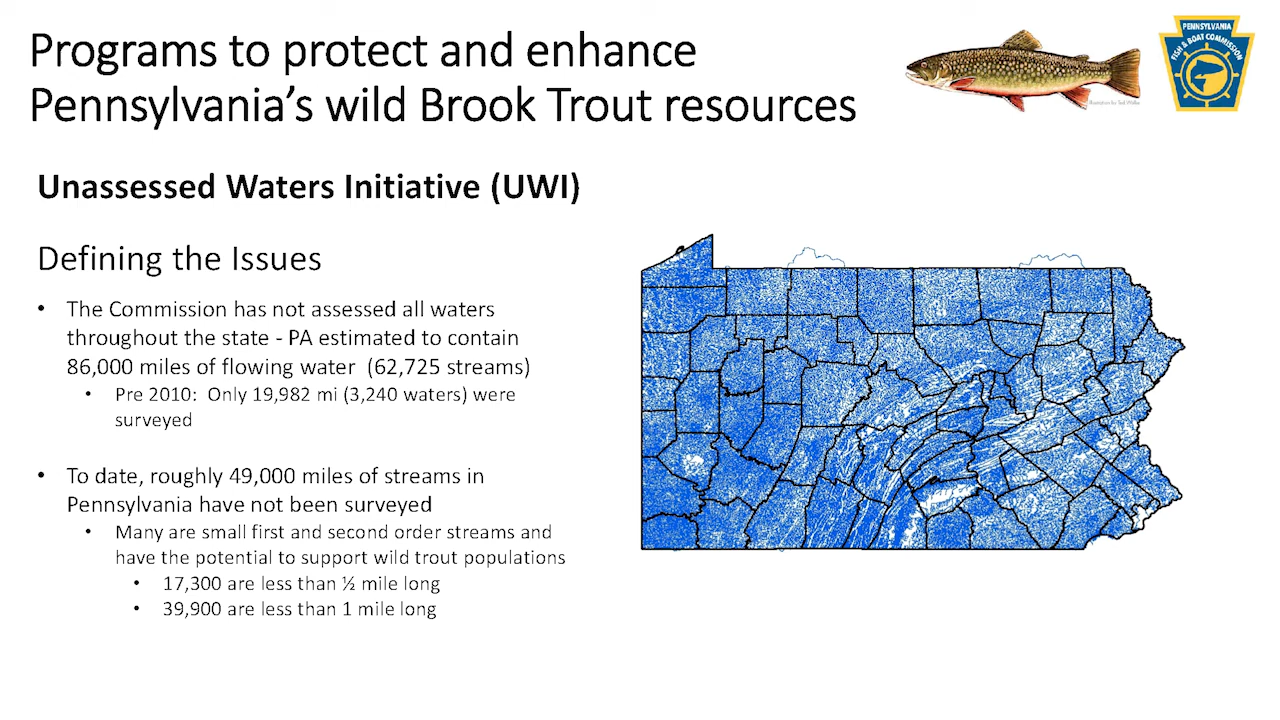 Programs to protect and enhance
Pennsylvania's wild Brook Trout resources
Illustration by Ted Walke
PENNSYLVANIA
FISH & BOAT COMMISSION
Unassessed Waters Initiative (UWI)
Defining the Issues
• The Commission has not assessed all waters
throughout the state - PA estimated to contain
86,000 miles of flowing water (62,725 streams)
• Pre 2010: Only 19,982 mi (3,240 waters) were
surveyed
• To date, roughly 49,000 miles of streams in
Pennsylvania have not been surveyed
• Many are small first and second order streams and
have the potential to support wild trout populations
• 17,300 are less than ½ mile long
• 39,900 are less than 1 mile long